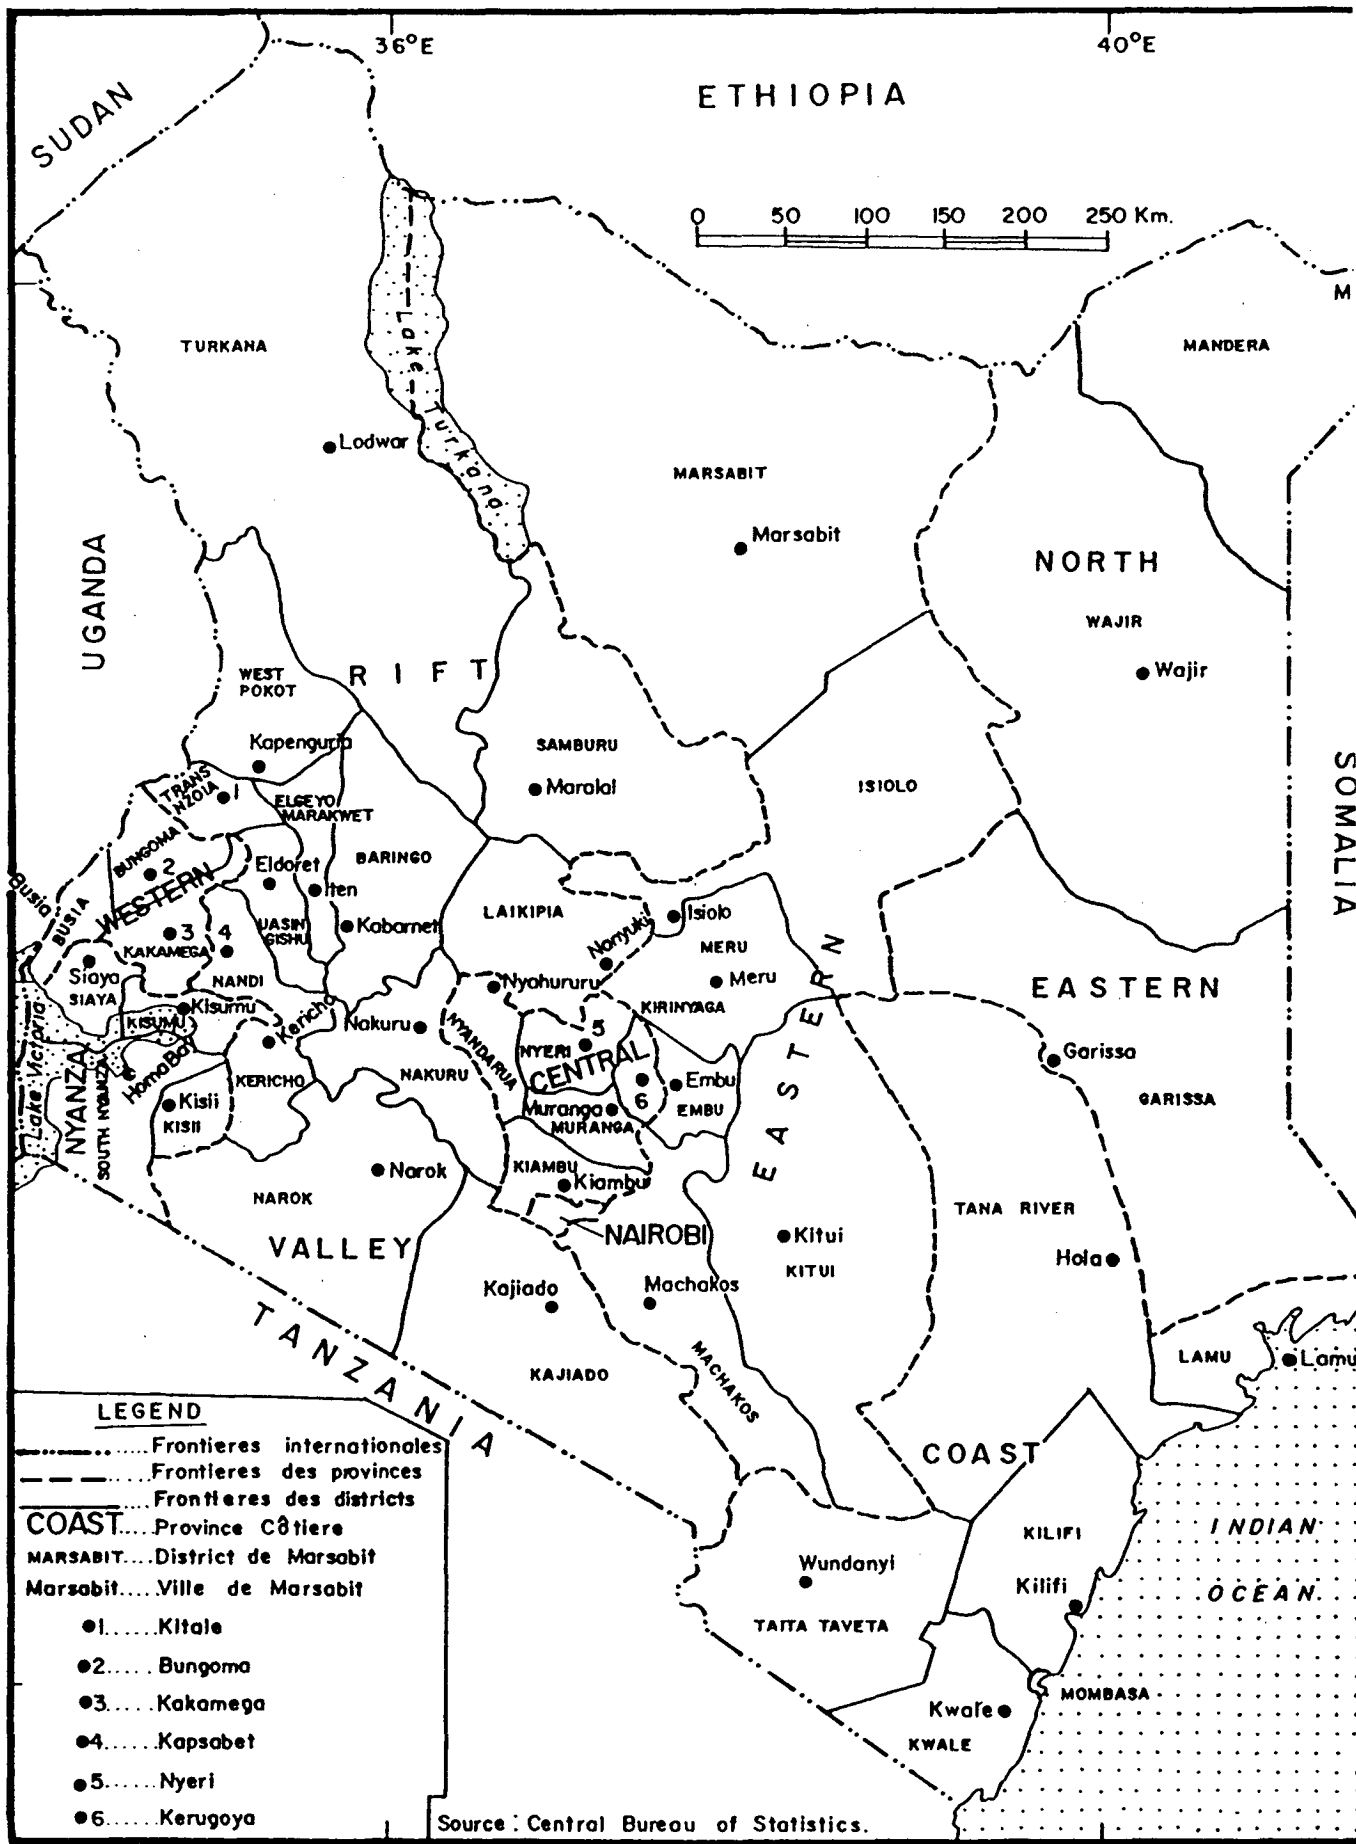 36°E
40°E
SUDAN
ETHIOPIA
0 50 100 150 200 250 Km.
M
TURKANA
Lake Turkana
MANDERA
Lodwar
MARSABIT
Marsabit
NORTH
UGANDA
WAJIR
Wajir
WEST
POKOT
RIFT
Kapenguria
SAMBURU
Maralal
ISIOLO
SOMALIA
TRANS
NZOIA
1
ELGEYO
MARAKWET
BUNGOMA
2
BARINGO
Eldoret
Iten
WESTERN
Busia
BUSIA
LAIKIPIA
Isiolo
Nanyuki
UASIN
GISHU
Kabarnet
3
4
KAKAMEGA
MERU
Meru
Siaya
SIAYA
NANDI
Nyahururu
EASTERN
KIRINYAGA
Kisumu
KISUMU
Kericho
Nakuru
NYANDARUA
5
NYERI
CENTRAL
EASTERN
Garissa
Lake Victoria
NYANZA
SOUTH NYANZA
HomaBay
KERICHO
NAKURU
Embu
EMBU
6
GARISSA
Kisii
KISII
Muranga
MURANGA
Narok
NAROK
KIAMBU
Kiambu
TANA RIVER
VALLEY
NAIROBI
Kitui
KITUI
Hola
Kajiado
Machakos
TANZANIA
KAJIADO
MACHAKOS
LAMU
Lamu
LEGEND
.....Frontieres internationales
.....Frontieres des provinces
.....Frontieres des districts
COAST.....Province Côtiere
MARSABIT....District de Marsabit
Marsabit.....Ville de Marsabit
1......Kitale
2.....Bungoma
3.....Kakamega
4......Kapsabet
5......Nyeri
6......Kerugoya
COAST
KILIFI
Kilifi
INDIAN
OCEAN
Wundanyi
TAITA TAVETA
MOMBASA
Kwale
KWALE
Source : Central Bureau of Statistics.